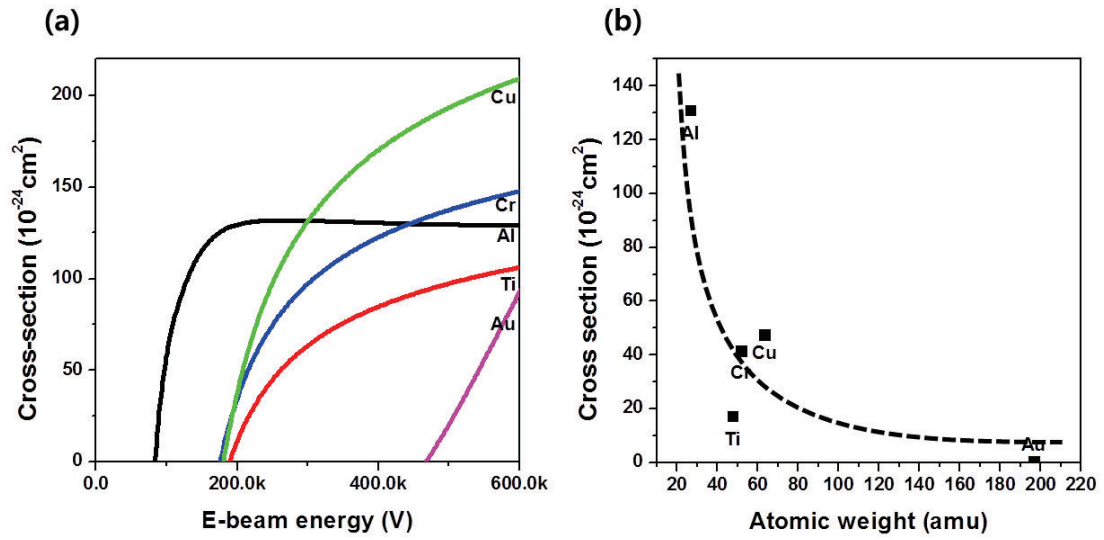 (a)
Cross-section (10⁻²⁴cm²)
200
150
100
50
0
Cu
Cr
Al
Ti
Au
0.0 200.0k 400.0k 600.0k
E-beam energy (V)
(b)
Cross section (10⁻²⁴cm²)
140
120
100
80
60
40
20
0
Al
Cu
Cr
Ti
Au
20 40 60 80 100 120 140 160 180 200 220
Atomic weight (amu)